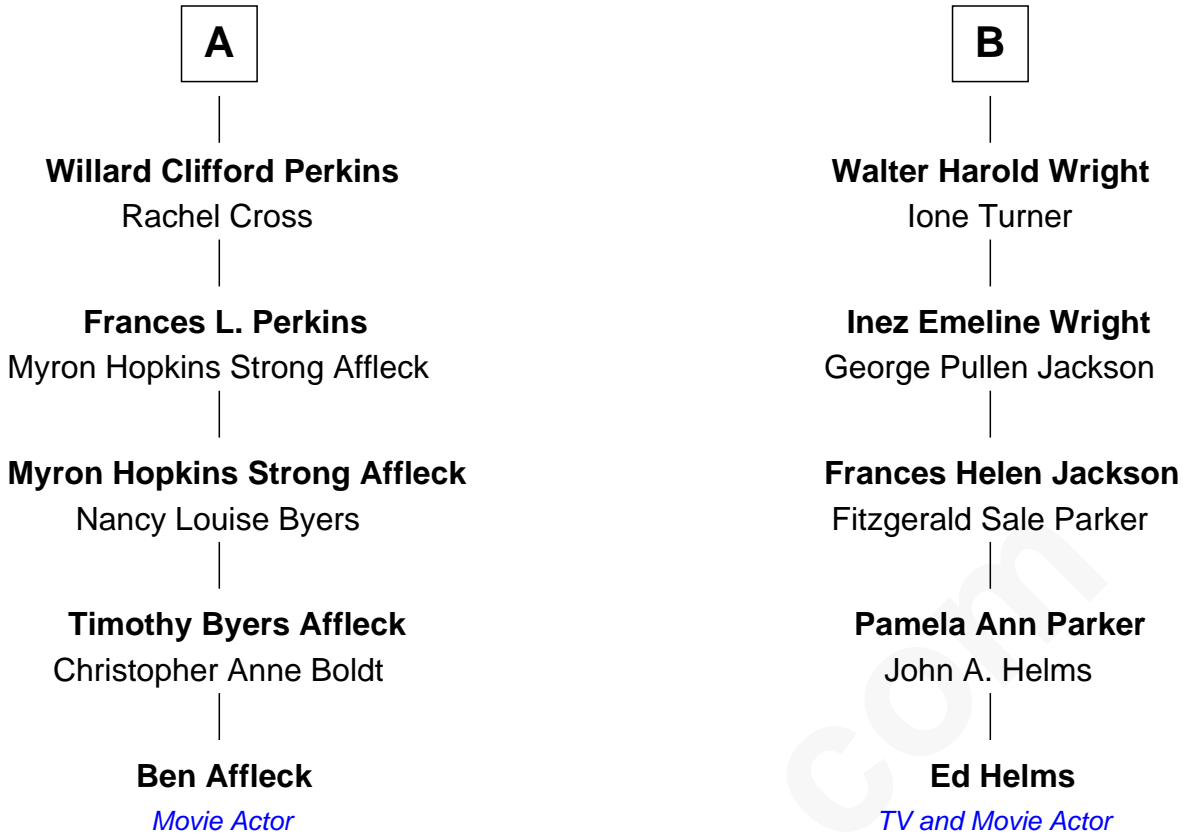 A
Willard Clifford Perkins
Rachel Cross
Frances L. Perkins
Myron Hopkins Strong Affleck
Myron Hopkins Strong Affleck
Nancy Louise Byers
Timothy Byers Affleck
Christopher Anne Boldt
Ben Affleck
Movie Actor
B
Walter Harold Wright
Ione Turner
Inez Emeline Wright
George Pullen Jackson
Frances Helen Jackson
Fitzgerald Sale Parker
Pamela Ann Parker
John A. Helms
Ed Helms
TV and Movie Actor
com